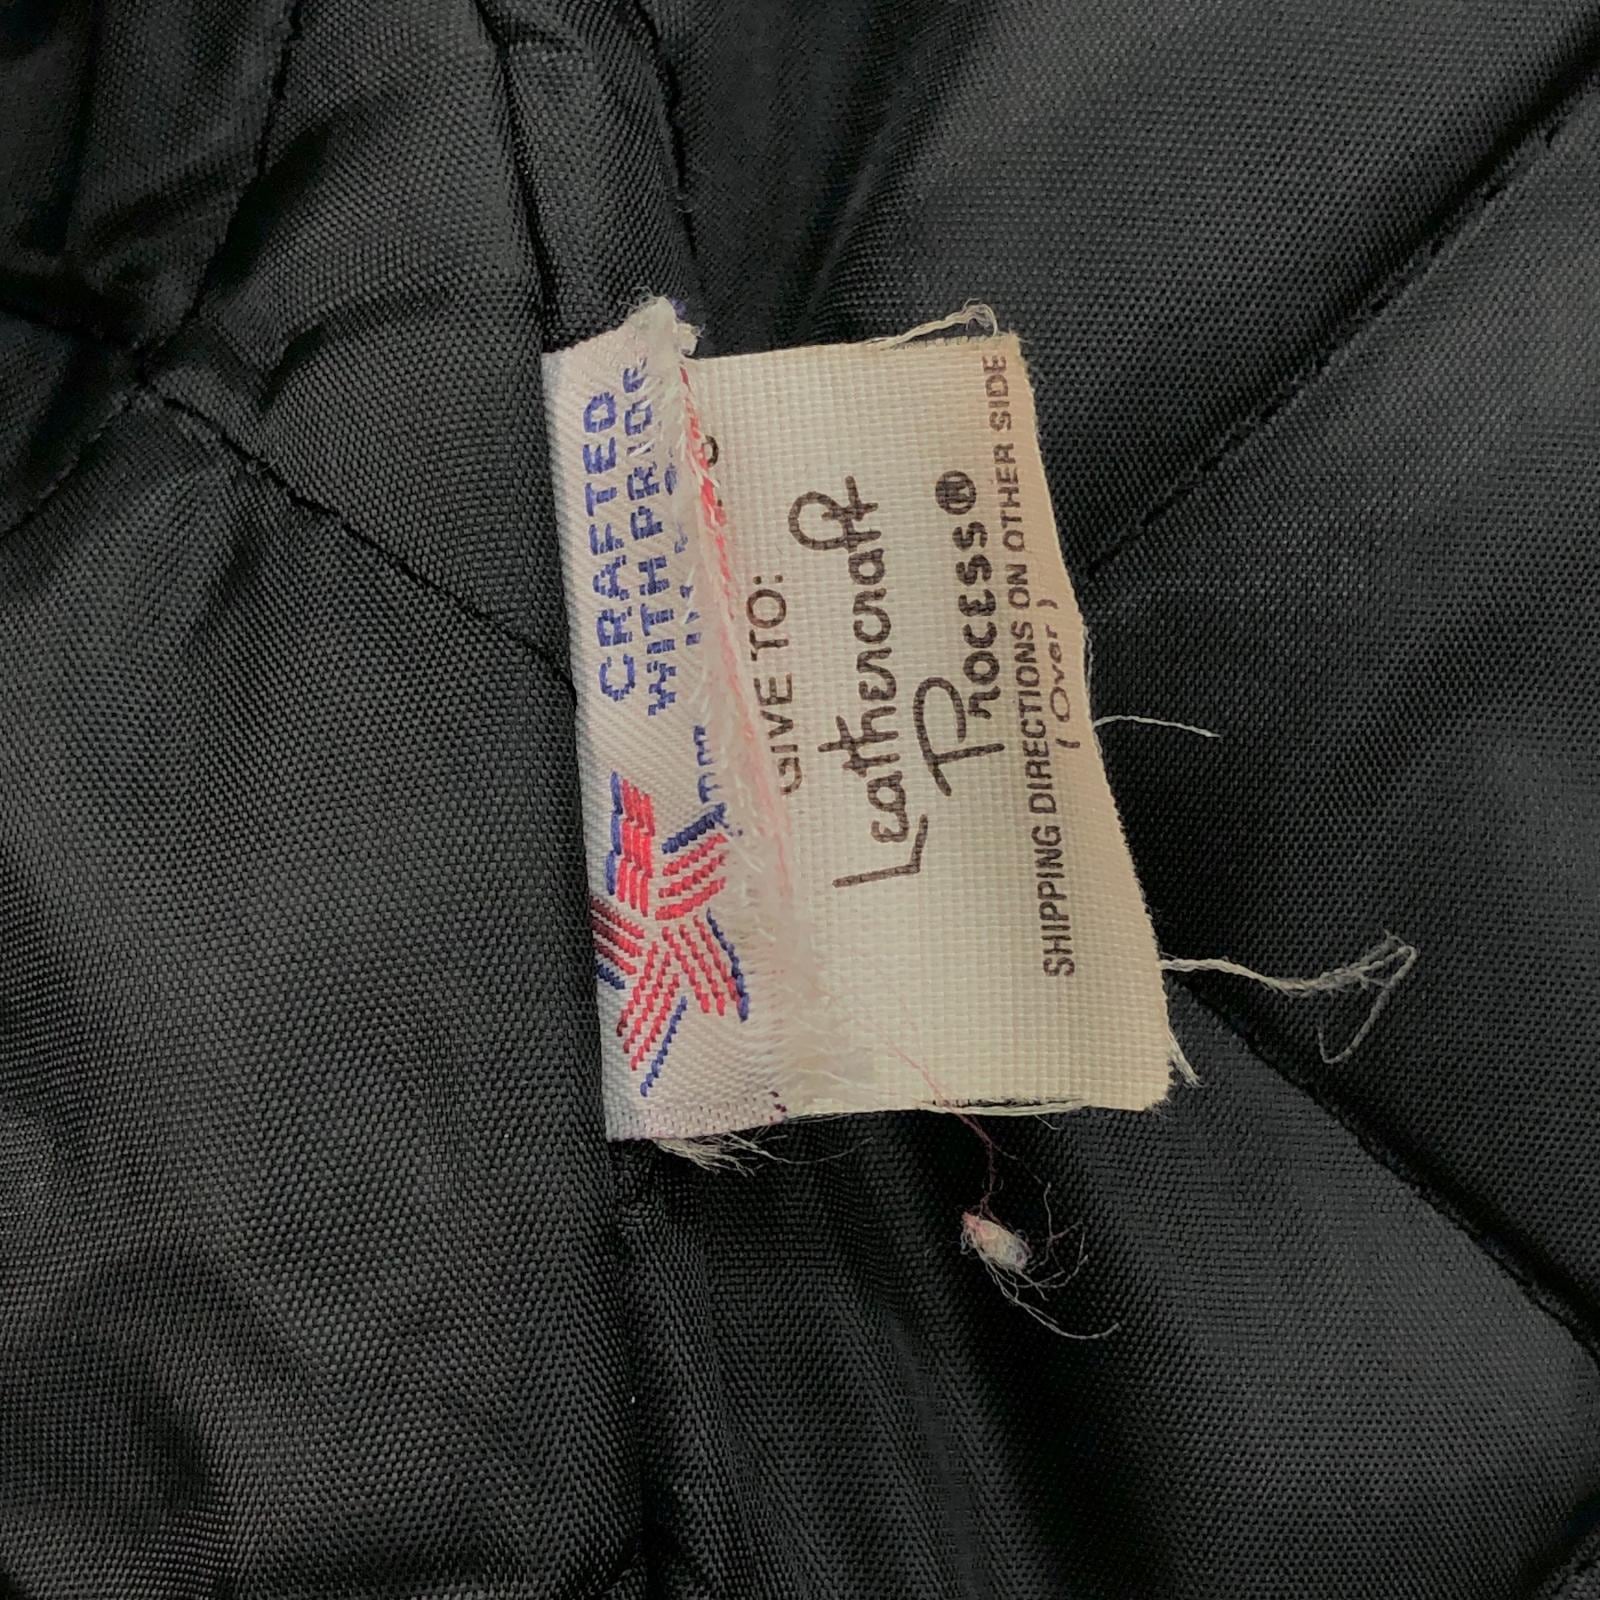 CRAFTED
WITH PRIDE
GIVE TO:
Leathercraft
Process®
SHIPPING DIRECTIONS ON OTHER SIDE
(Over)